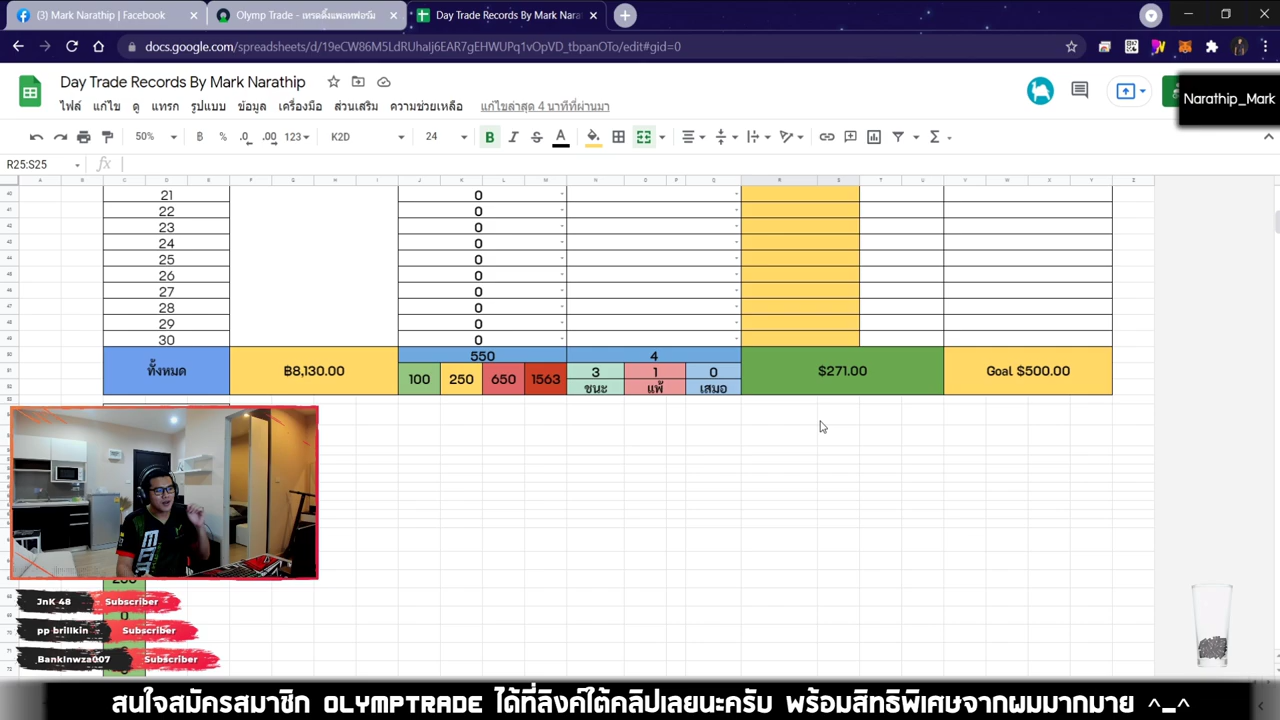 (3) Mark Narathip | Facebook
Olymp Trade - เทรดดิ้งแพลทฟอร์ม
Day Trade Records By Mark Nara
docs.google.com/spreadsheets/d/19eCW86M5LdRUhaIj6EAR7gEHWUPq1vOpVD_tbpanOTo/edit#gid=0
Day Trade Records By Mark Narathip
ไฟล์ แก้ไข ดู แทรก รูปแบบ ข้อมูล เครื่องมือ ส่วนเสริม ความช่วยเหลือ แก้ไขล่าสุด 4 นาทีที่ผ่านมา
Narathip_Mark
50% ฿ % .0 .00 123 K2D 24 B I S A
R25:S25 fx
21 0
22 0
23 0
24 0
25 0
26 0
27 0
28 0
29 0
30 0
ทั้งหมด ฿8,130.00 550 4 $271.00 Goal $500.00
100 250 650 1563 3 1 0
ชนะ แพ้ เสมอ
JnK 48 Subscriber
pp brillkin Subscriber
Bankinwza007 Subscriber
สนใจสมัครสมาชิก OLYMPTRADE ได้ที่ลิงค์ใต้คลิปเลยนะครับ พร้อมสิทธิพิเศษจากผมมากมาย ^_^